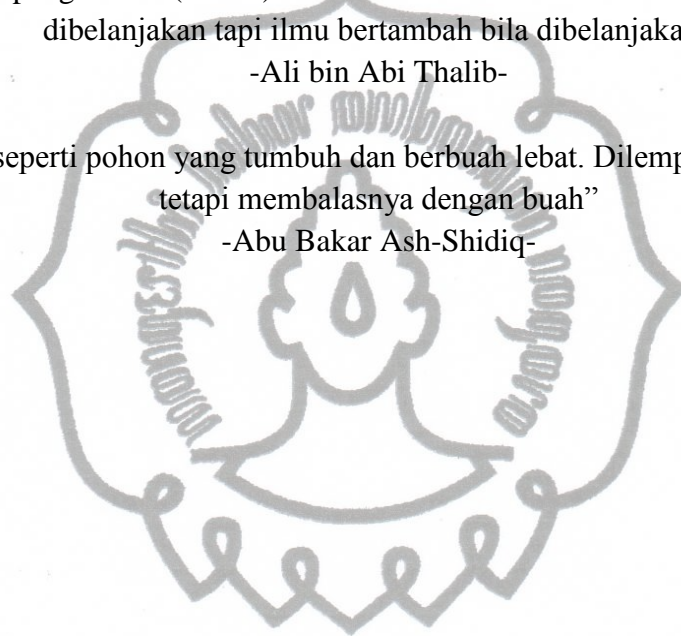 dibelanjakan tapi ilmu bertambah bila dibelanjaka
-Ali bin Abi Thalib-
seperti pohon yang tumbuh dan berbuah lebat. Dilemp
tetapi membalasnya dengan buah”
-Abu Bakar Ash-Shidiq-